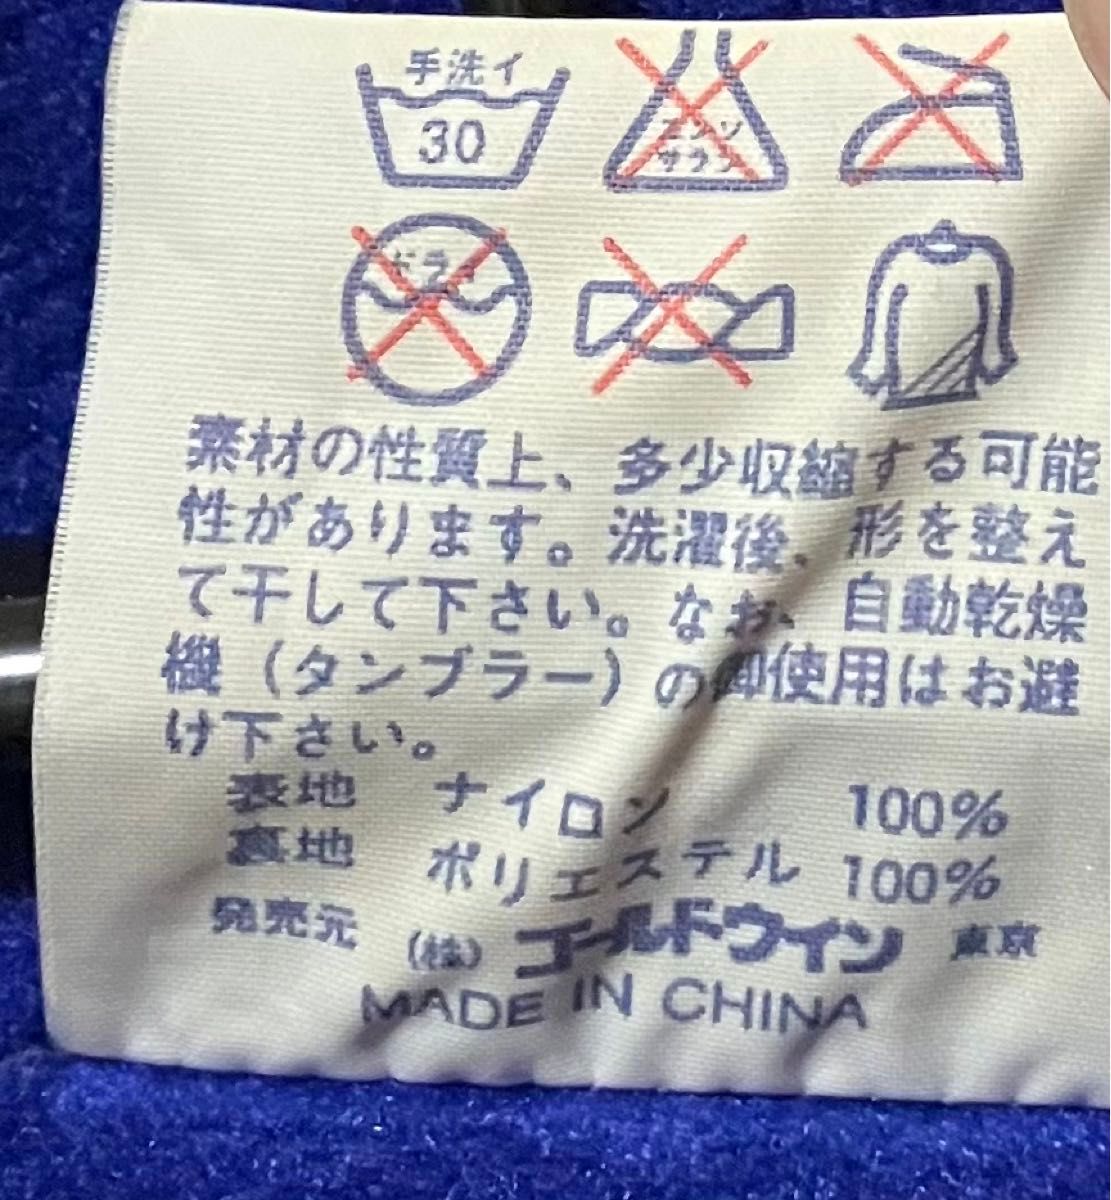 手洗イ
30
エンソ
サラシ
ドライ
素材の性質上、多少収縮する可能
性があります。洗濯後、形を整え
て干して下さい。なお、自動乾燥
機（タンブラー）の御使用はお避
け下さい。
表地 ナイロン 100%
裏地 ポリエステル 100%
発売元 (株) ゴールドウイン 東京
MADE IN CHINA